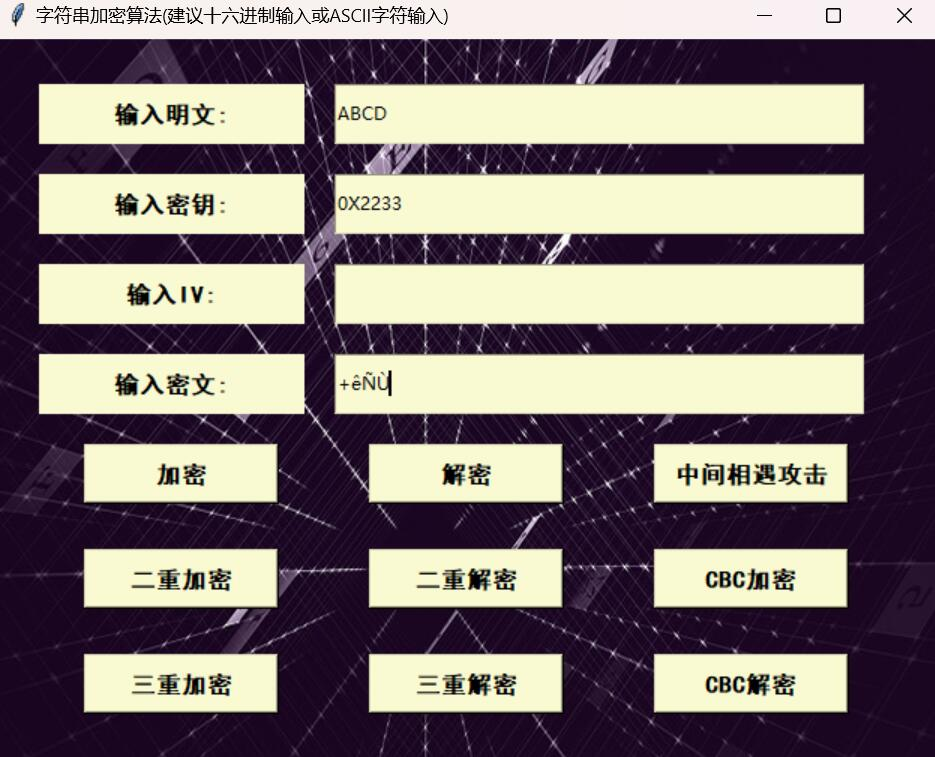 字符串加密算法(建议十六进制输入或ASCII字符输入)
输入明文: ABCD
输入密钥: 0X2233
输入IV:
输入密文: +êÑÙ
加密 解密 中间相遇攻击
二重加密 二重解密 CBC加密
三重加密 三重解密 CBC解密